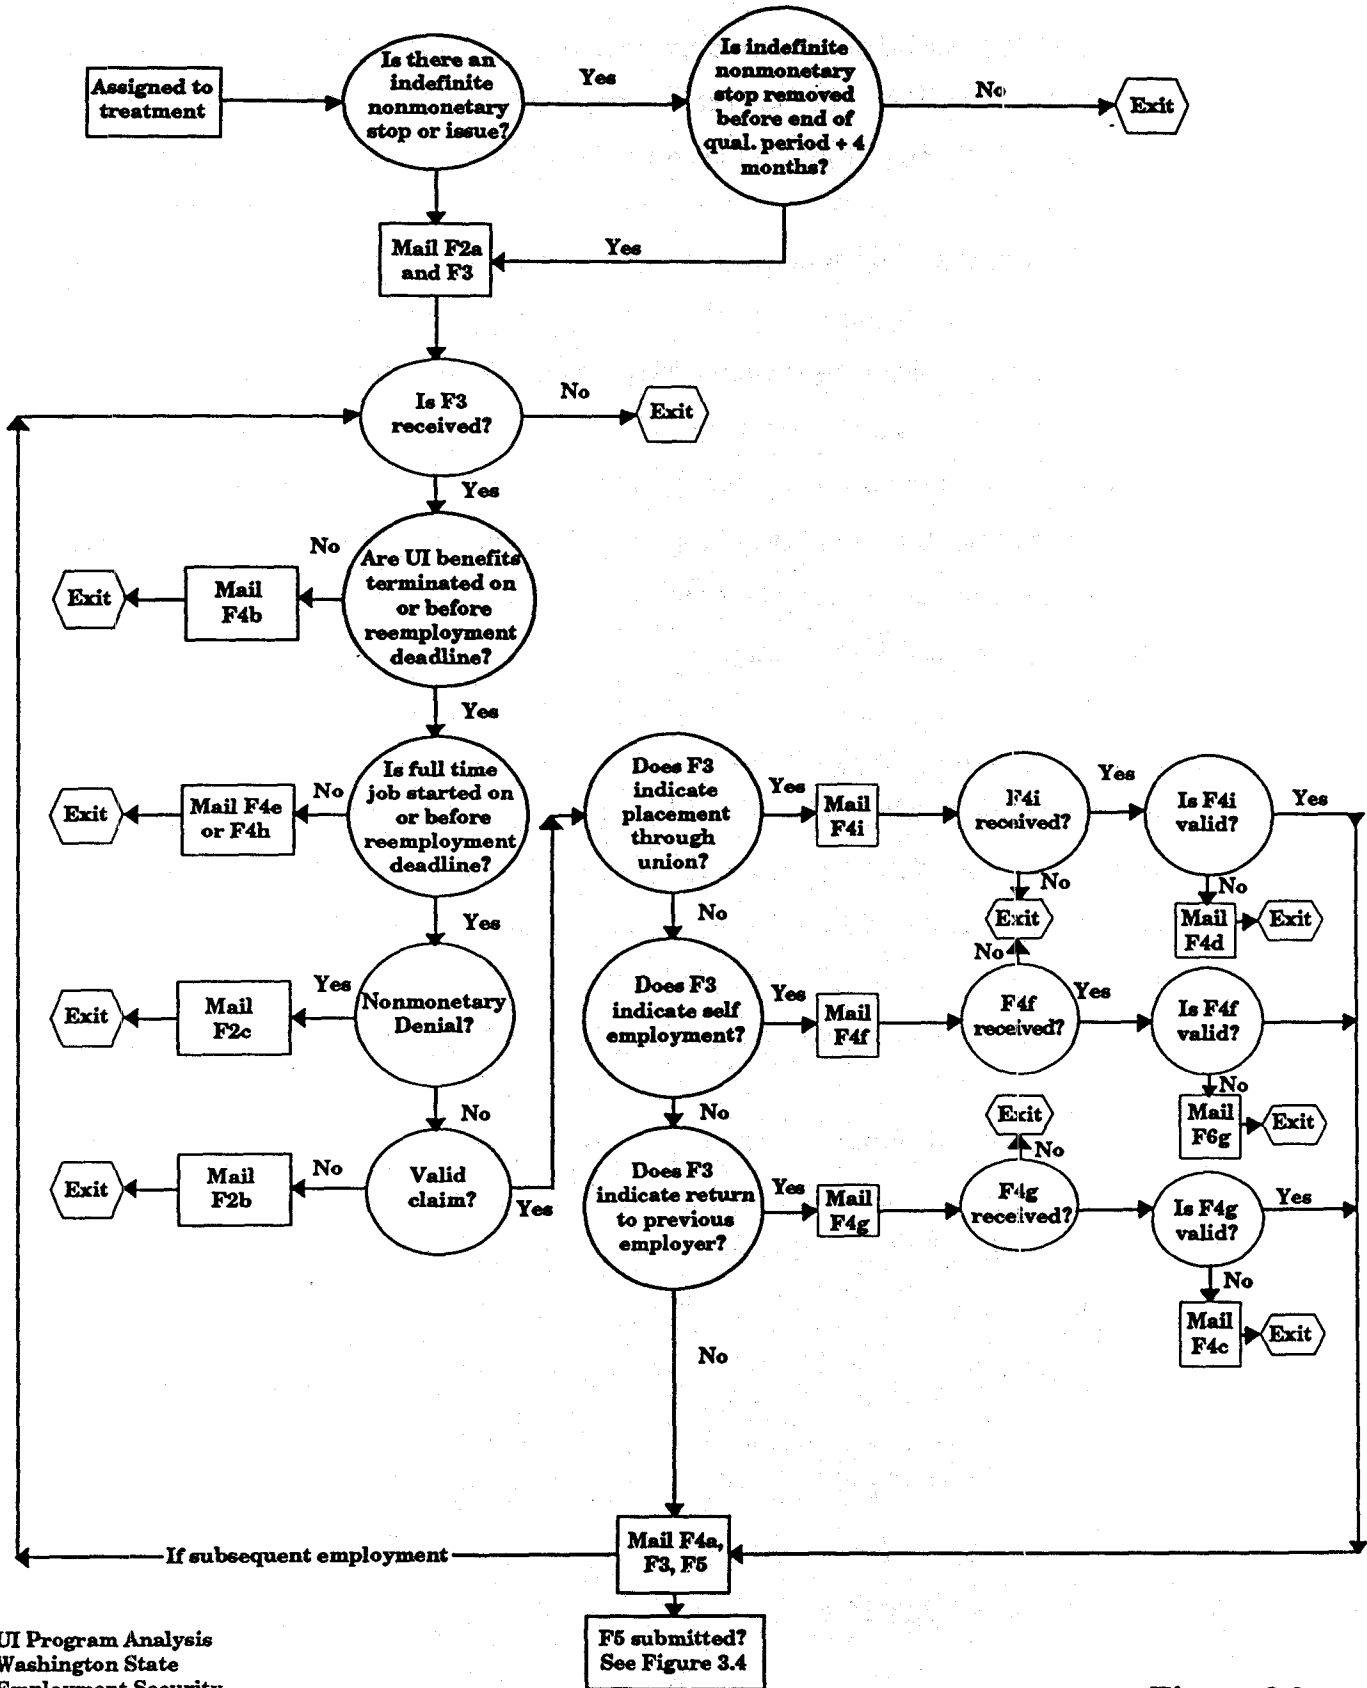 Assigned to
treatment
Is there an
indefinite
nonmonetary
stop or issue?
Yes
Is indefinite
nonmonetary
stop removed
before end of
qual. period + 4
months?
No
Exit
Mail F2a
and F3
Yes
Is F3
received?
No
Exit
Yes
Are UI benefits
terminated on
or before
reemployment
deadline?
No
Mail
F4b
Exit
Yes
Is full time
job started on
or before
reemployment
deadline?
No
Mail F4e
or F4h
Exit
Yes
Nonmonetary
Denial?
Yes
Mail
F2c
Exit
No
Valid
claim?
No
Mail
F2b
Exit
Yes
Does F3
indicate
placement
through
union?
Yes
Mail
F4i
F4i
received?
Yes
Is F4i
valid?
Yes
No
Exit
No
Mail
F4d
Exit
No
Does F3
indicate self
employment?
Yes
Mail
F4f
No
F4f
received?
Yes
Is F4f
valid?
No
Mail
F6g
Exit
No
Does F3
indicate return
to previous
employer?
Yes
Mail
F4g
Exit
No
F4g
received?
Is F4g
valid?
Yes
No
Mail
F4c
Exit
No
Mail F4a,
F3, F5
If subsequent employment
F5 submitted?
See Figure 3.4
UI Program Analysis
Washington State
Employment Security